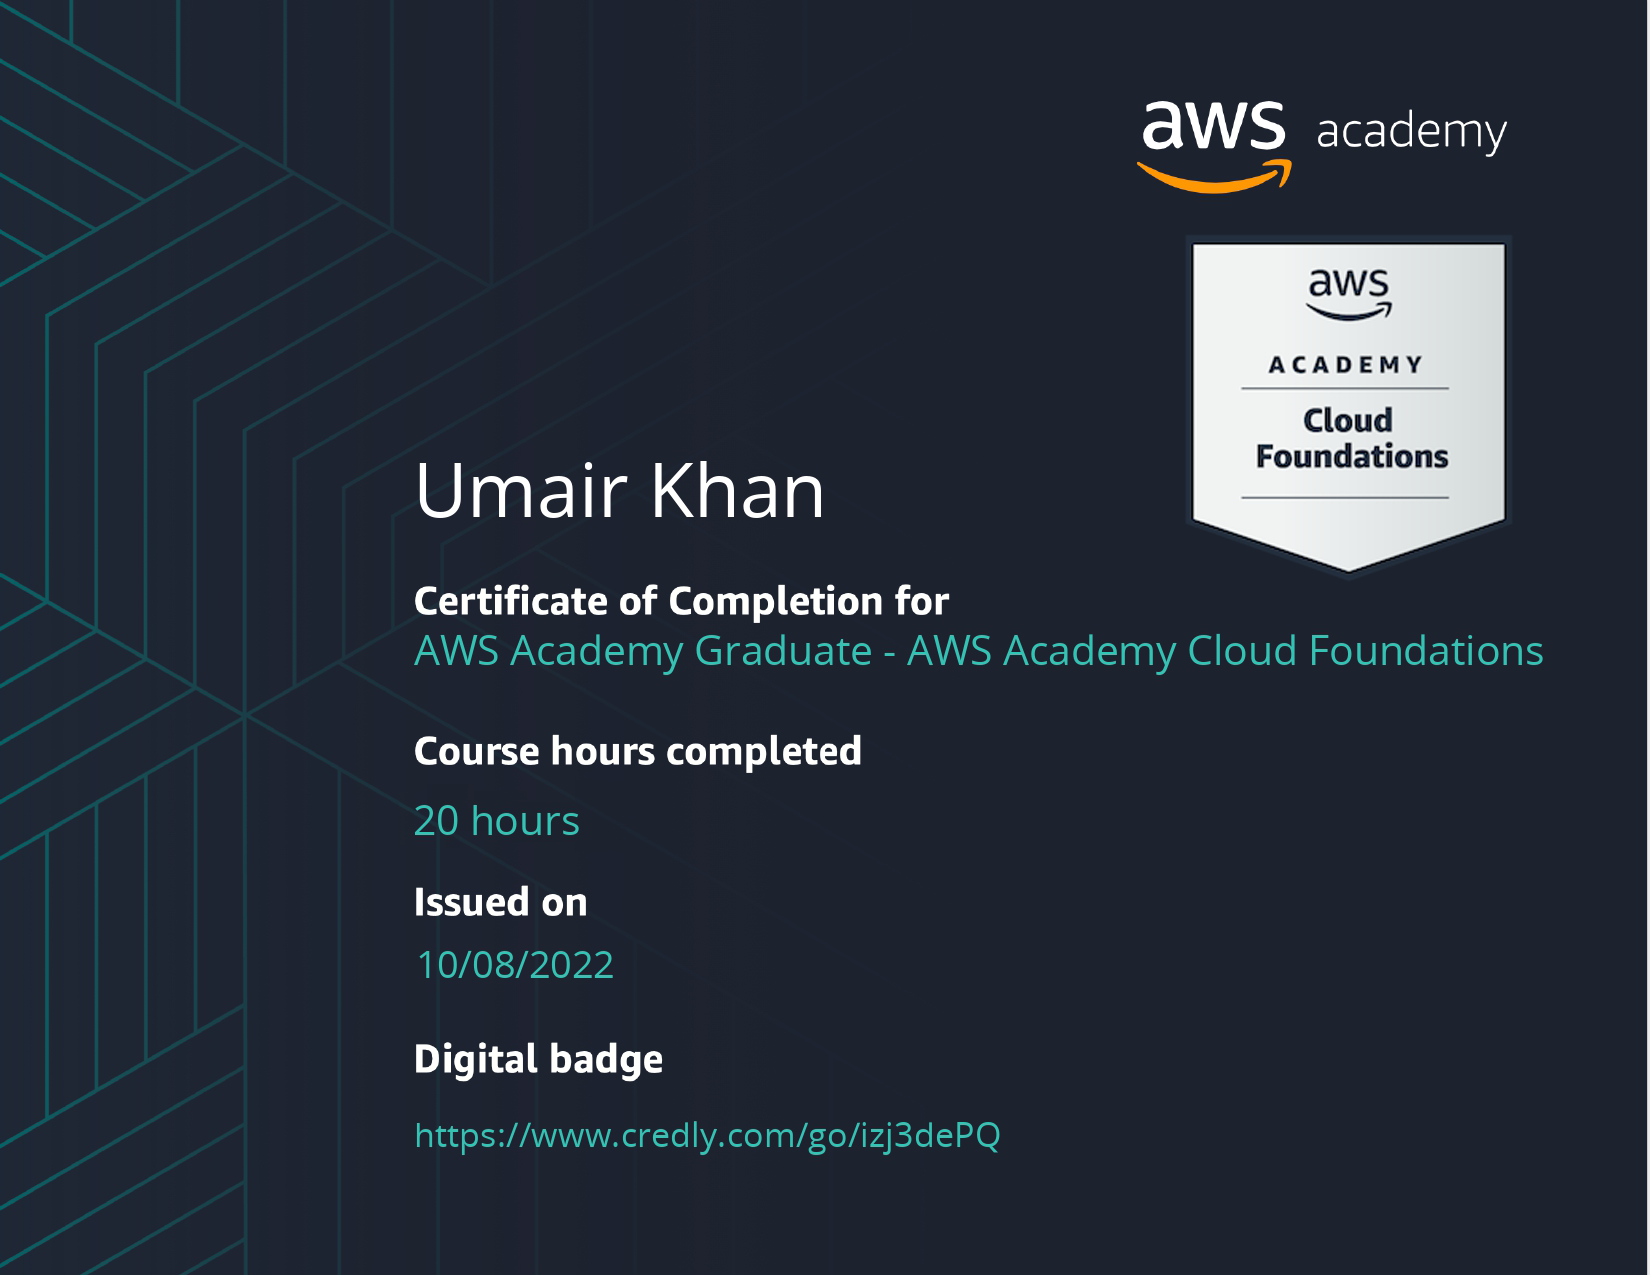 aws academy
aws
ACADEMY
Cloud
Foundations
Umair Khan
Certificate of Completion for
AWS Academy Graduate - AWS Academy Cloud Foundations
Course hours completed
20 hours
Issued on
10/08/2022
Digital badge
https://www.credly.com/go/izj3dePQ